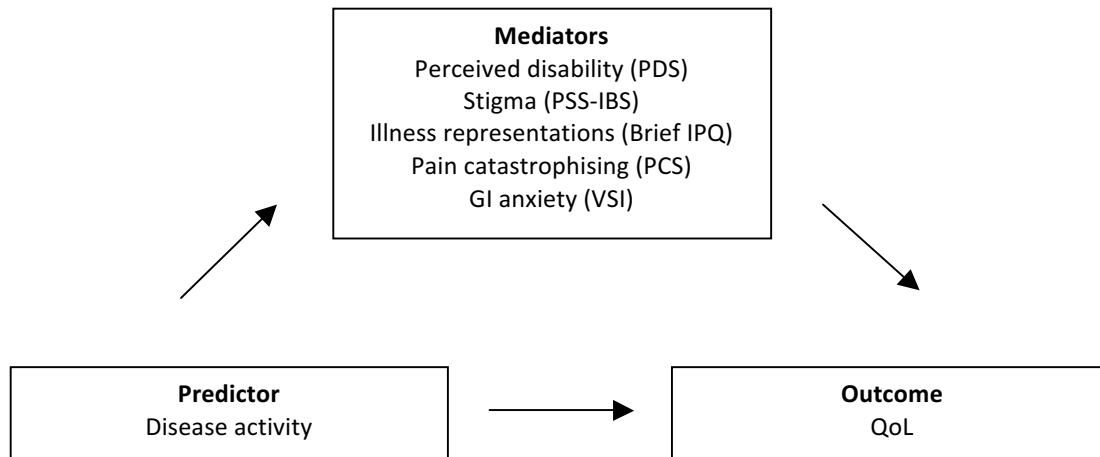 Mediators
Perceived disability (PDS)
Stigma (PSS-IBS)
Illness representations (Brief IPQ)
Pain catastrophising (PCS)
GI anxiety (VSI)
Predictor
Disease activity
Outcome
QoL